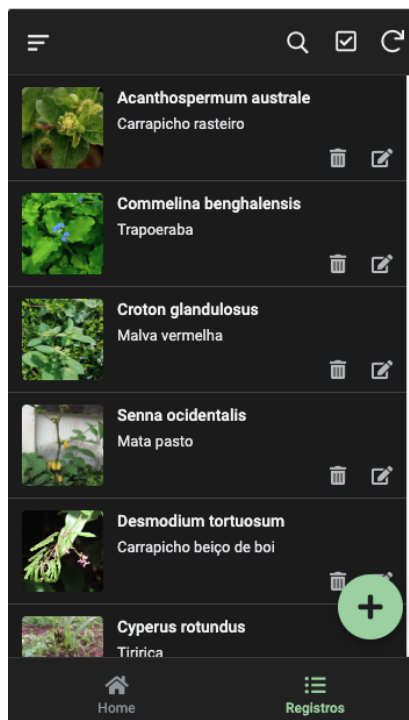 Acanthospermum australe
Carrapicho rasteiro
Commelina benghalensis
Trapoeraba
Croton glandulosus
Malva vermelha
Senna ocidentalis
Mata pasto
Desmodium tortuosum
Carrapicho beiço de boi
Cyperus rotundus
Tiririca
Home
Registros